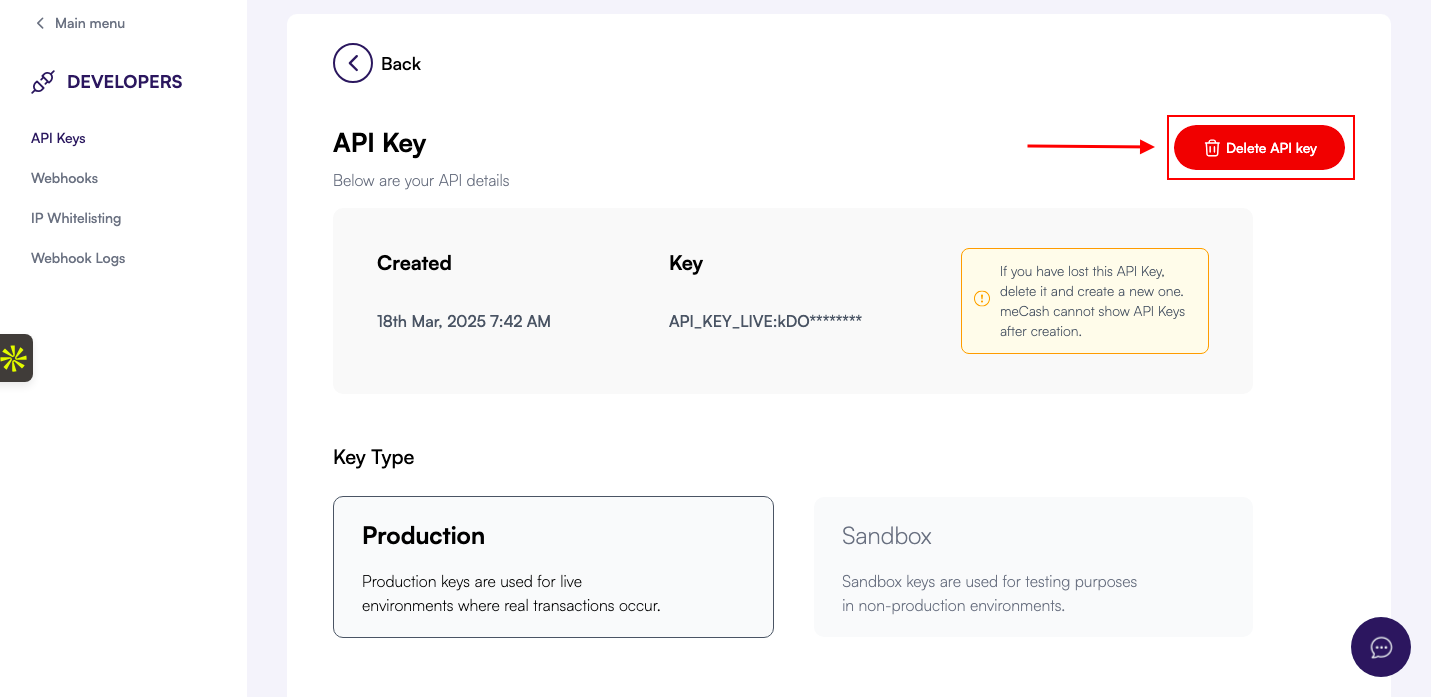 Main menu
DEVELOPERS
API Keys
Webhooks
IP Whitelisting
Webhook Logs
Back
API Key
Below are your API details
Delete API key
Created
18th Mar, 2025 7:42 AM
Key
API_KEY_LIVE:kDO********
If you have lost this API Key,
delete it and create a new one.
meCash cannot show API Keys
after creation.
Key Type
Production
Production keys are used for live
environments where real transactions occur.
Sandbox
Sandbox keys are used for testing purposes
in non-production environments.